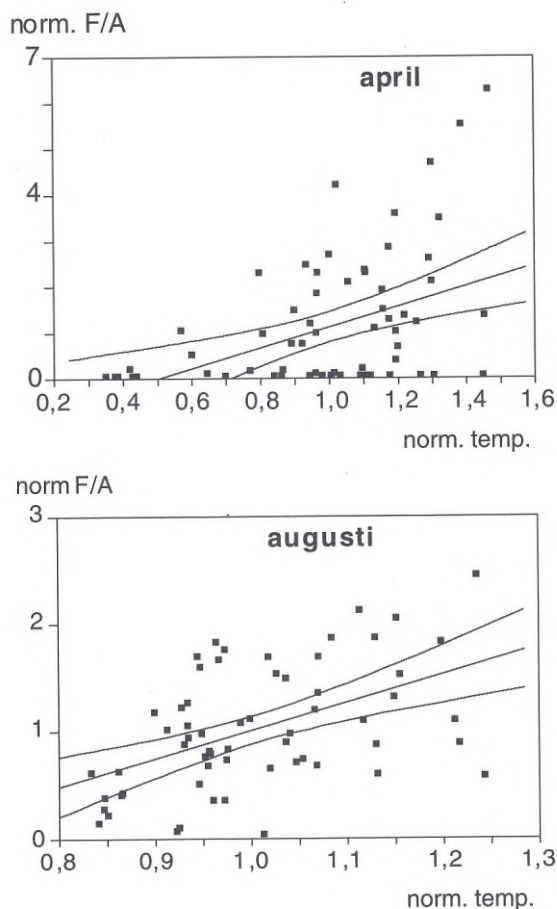 norm. F/A
april
7
4
0
0,2 0,4 0,6 0,8 1,0 1,2 1,4 1,6
norm. temp.
norm F/A
augusti
3
2
1
0
0,8 0,9 1,0 1,1 1,2 1,3
norm. temp.